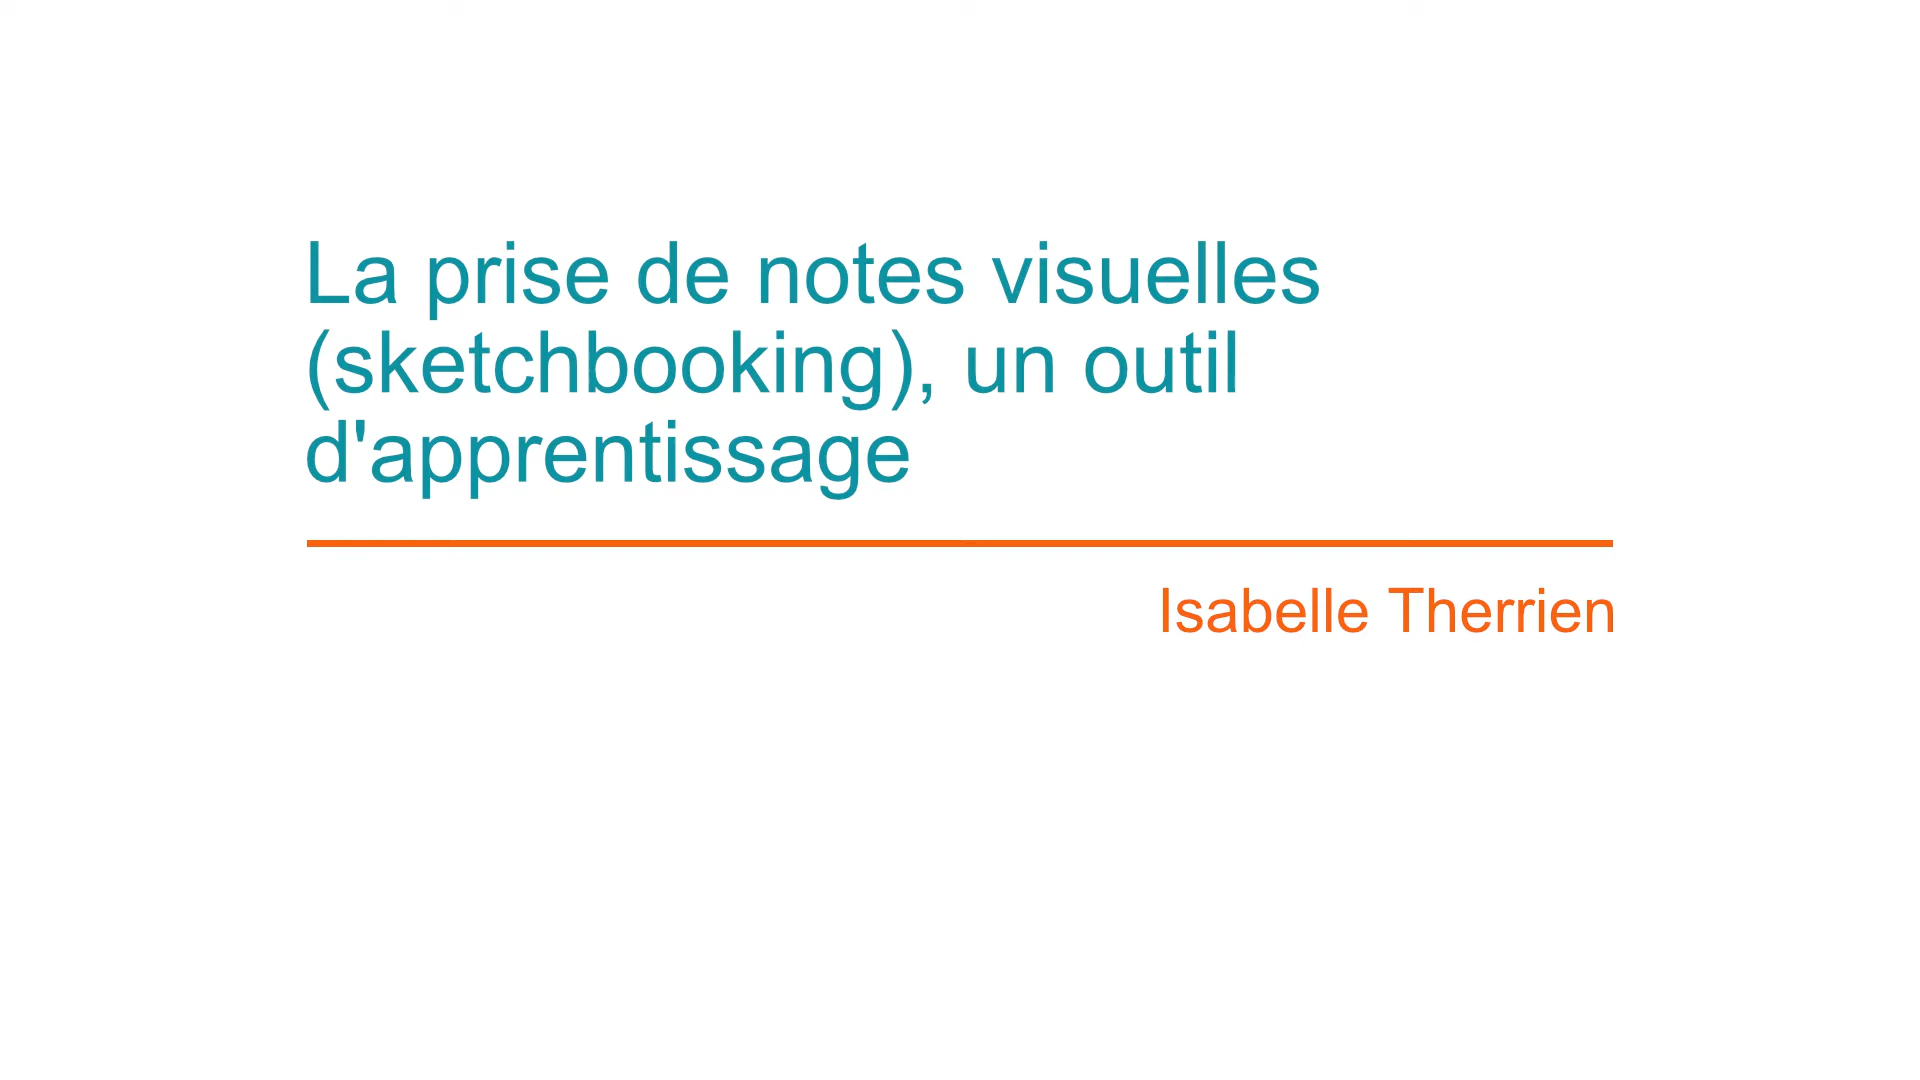 La prise de notes visuelles
(sketchbooking), un outil
d'apprentissage
Isabelle Therrien